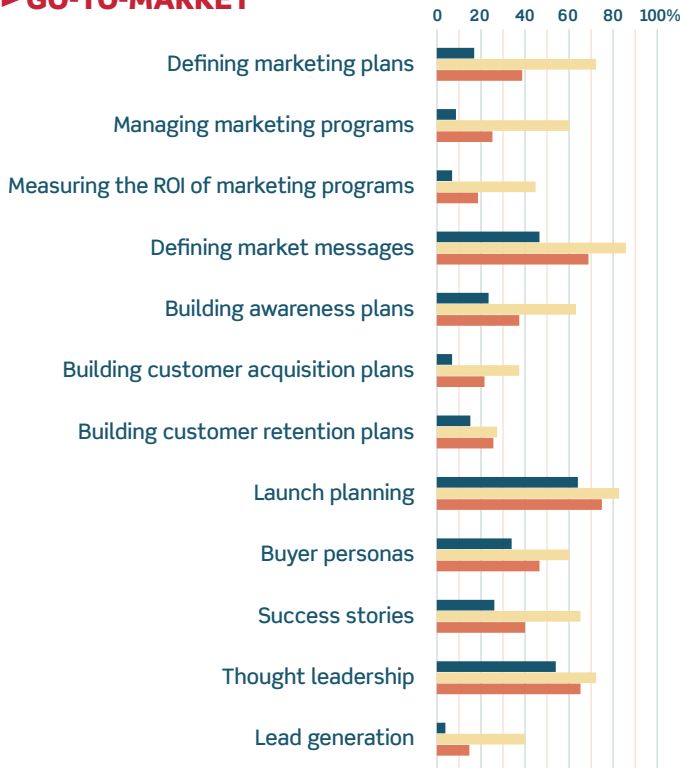 ►GO-TO-MARKET
0 20 40 60 80 100%
Defining marketing plans
Managing marketing programs
Measuring the ROI of marketing programs
Defining market messages
Building awareness plans
Building customer acquisition plans
Building customer retention plans
Launch planning
Buyer personas
Success stories
Thought leadership
Lead generation